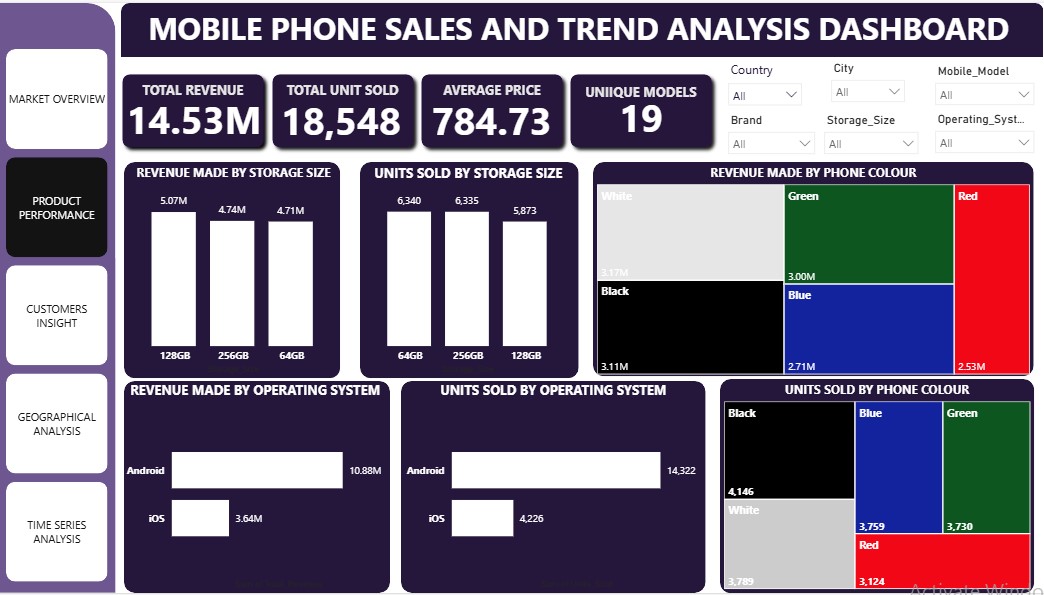 MOBILE PHONE SALES AND TREND ANALYSIS DASHBOARD
MARKET OVERVIEW
PRODUCT
PERFORMANCE
CUSTOMERS
INSIGHT
GEOGRAPHICAL
ANALYSIS
TIME SERIES
ANALYSIS
TOTAL REVENUE
14.53M
TOTAL UNIT SOLD
18,548
AVERAGE PRICE
784.73
UNIIQUE MODELS
19
Country
All
City
All
Mobile_Model
All
Brand
All
Storage_Size
All
Operating_Syst...
All
REVENUE MADE BY STORAGE SIZE
5.07M
4.74M
4.71M
128GB
256GB
64GB
UNITS SOLD BY STORAGE SIZE
6,340
6,335
5,873
64GB
256GB
128GB
REVENUE MADE BY PHONE COLOUR
White
3.17M
Black
3.11M
Green
3.00M
Blue
2.71M
Red
2.53M
REVENUE MADE BY OPERATING SYSTEM
Android
10.88M
iOS
3.64M
UNITS SOLD BY OPERATING SYSTEM
Android
14,322
iOS
4,226
UNITS SOLD BY PHONE COLOUR
Black
4,146
White
3,789
Blue
3,759
Green
3,730
Red
3,124